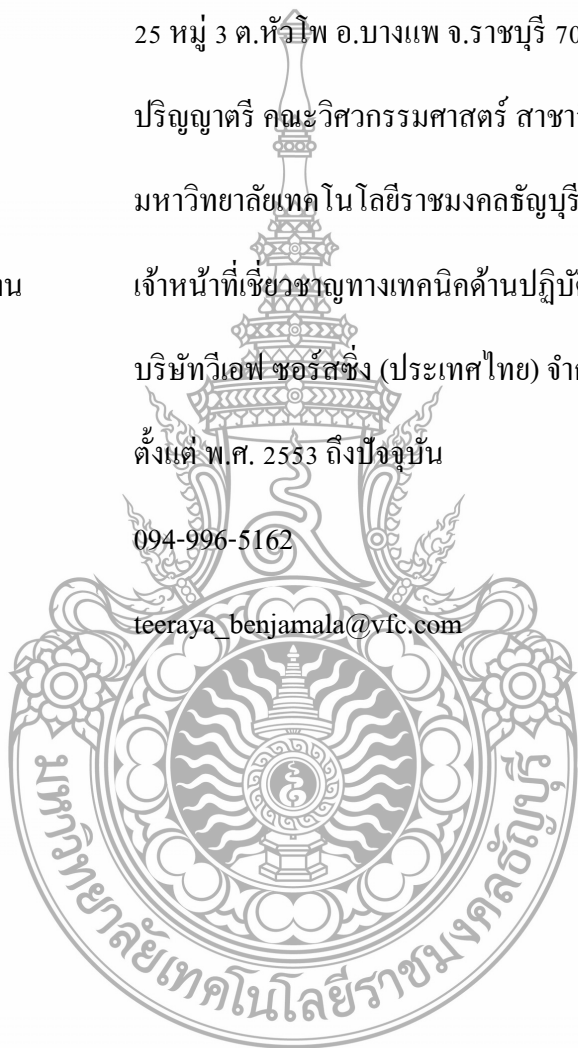 25 หมู่ 3 ต.หัวโพ อ.บางแพ จ.ราชบุรี 70
ปริญญาตรี คณะวิศวกรรมศาสตร์
มหาวิทยาลัยเทคโนโลยีราชมงคลธัญบุรี
เจ้าหน้าที่เชี่ยวชาญทางเทคนิคด้านปฏิบัติ
บริษัทวีเอฟ ซอร์สซิ่ง (ประเทศไทย)
ตั้งแต่ พ.ศ. 2553 ถึงปัจจุบัน
094-996-5162
teeraya_benjamala@vfc.com
มหาวิทยาลัยเทคโนโลยีราชมงคลธัญบุรี